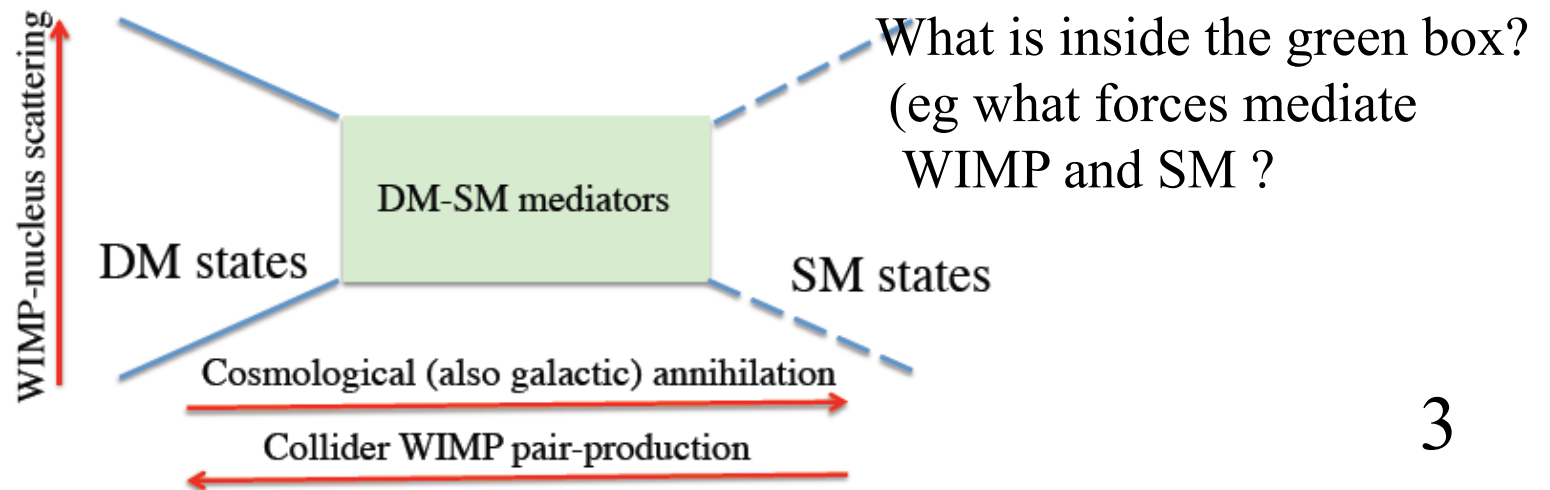 WIMP-nucleus scattering
What is inside the green box?
(eg what forces mediate
WIMP and SM ?
DM-SM mediators
DM states
SM states
Cosmological (also galactic) annihilation
Collider WIMP pair-production
3